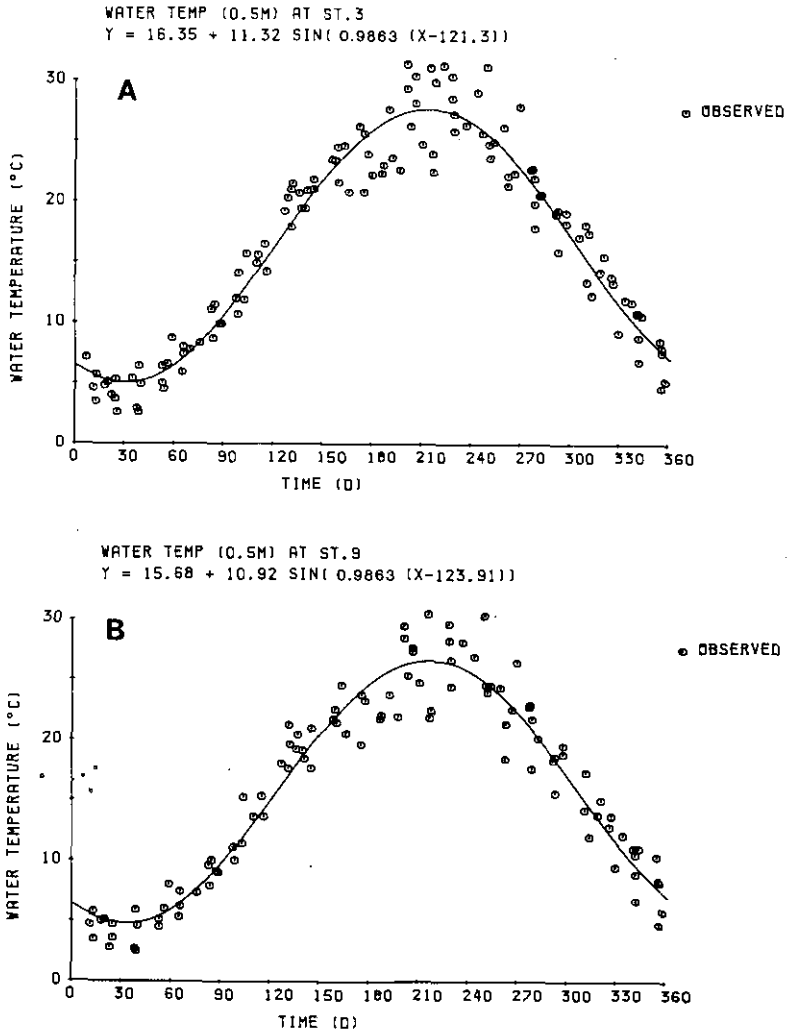 WATER TEMP (0.5M) AT ST.3
Y = 16.35 + 11.32 SIN( 0.9863 (X-121.3))
A
OBSERVED
30
20
10
0
WATER TEMPERATURE (°C)
0 30 60 90 120 150 180 210 240 270 300 330 360
TIME (D)
WATER TEMP (0.5M) AT ST.9
Y = 15.68 + 10.92 SIN( 0.9863 (X-123.91))
B
OBSERVED
30
20
10
0
WATER TEMPERATURE (°C)
0 30 60 90 120 150 180 210 240 270 300 330 360
TIME (D)